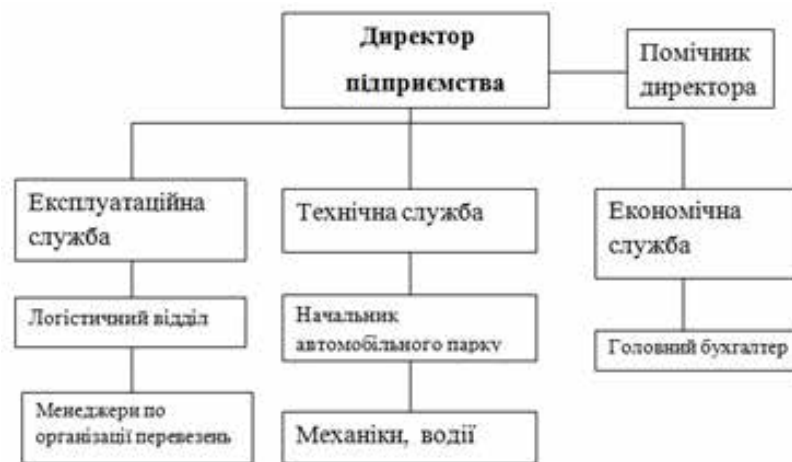 Директор
підприємства
Помічник
директора
Експлуатаційна
служба
Технічна служба
Економічна
служба
Логістичний відділ
Начальник
автомобільного парку
Головний бухгалтер
Менеджери по
організації перевезень
Механіки, водії